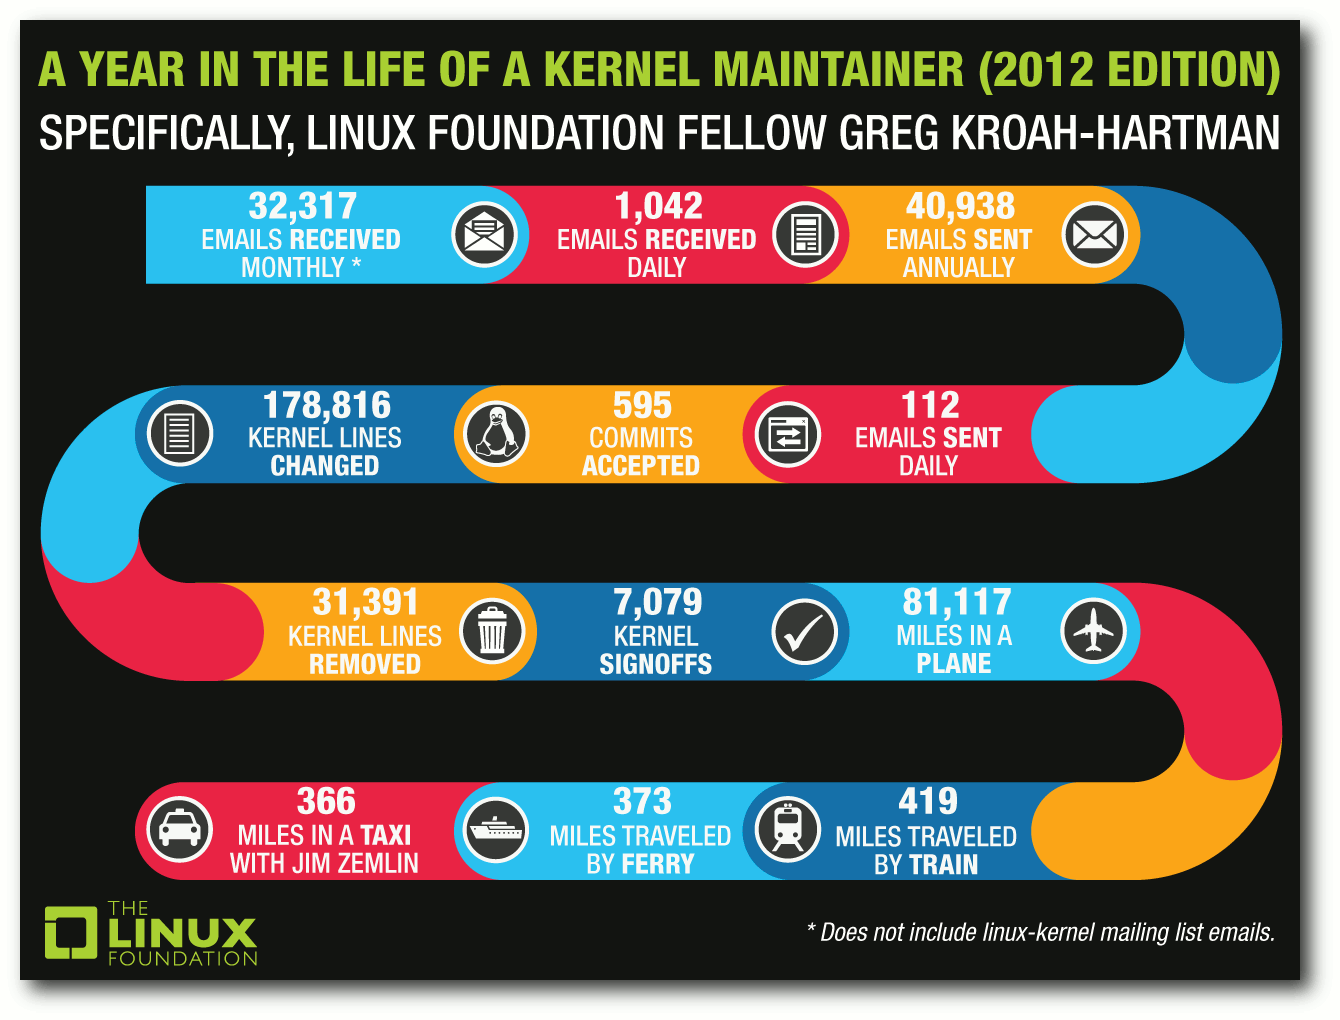 A YEAR IN THE LIFE OF A KERNEL MAINTAINER (2012 EDITION)
SPECIFICALLY, LINUX FOUNDATION FELLOW GREG KROAH-HARTMAN
32,317
EMAILS RECEIVED
MONTHLY *
1,042
EMAILS RECEIVED
DAILY
40,938
EMAILS SENT
ANNUALLY
112
EMAILS SENT
DAILY
595
COMMITS
ACCEPTED
178,816
KERNEL LINES
CHANGED
31,391
KERNEL LINES
REMOVED
7,079
KERNEL
SIGNOFFS
81,117
MILES IN A
PLANE
419
MILES TRAVELED
BY TRAIN
373
MILES TRAVELED
BY FERRY
366
MILES IN A TAXI
WITH JIM ZEMLIN
THE
LINUX
FOUNDATION
* Does not include linux-kernel mailing list emails.